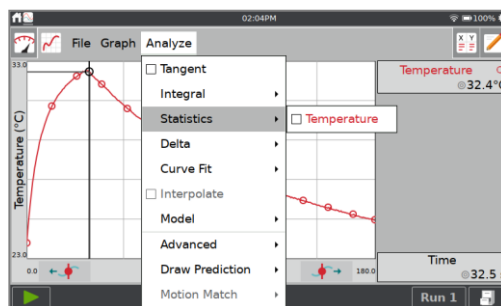 02:04PM
100%
File Graph Analyze
X Y
33.0
Temperature (°C)
23.0
0.0
180.0
Tangent
Integral
Statistics
Temperature
Delta
Curve Fit
Interpolate
Model
Advanced
Draw Prediction
Motion Match
Temperature
32.4°C
Time
32.5
Run 1